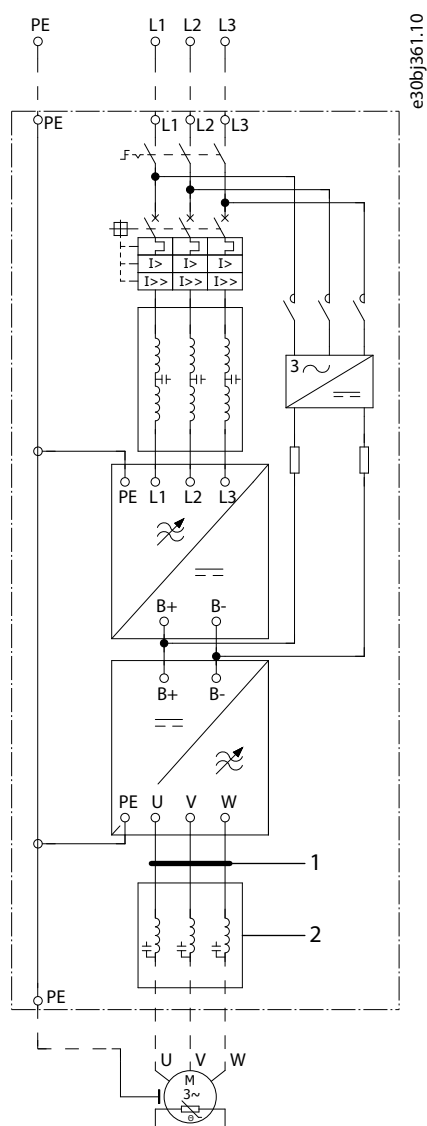 PE L1 L2 L3
e30bj361.10
PE L1 L2 L3
I> I> I>
I>> I>> I>>
3
PE L1 L2 L3
B+ B-
B+ B-
PE U V W
1
2
PE
U V W
M
3~
θ